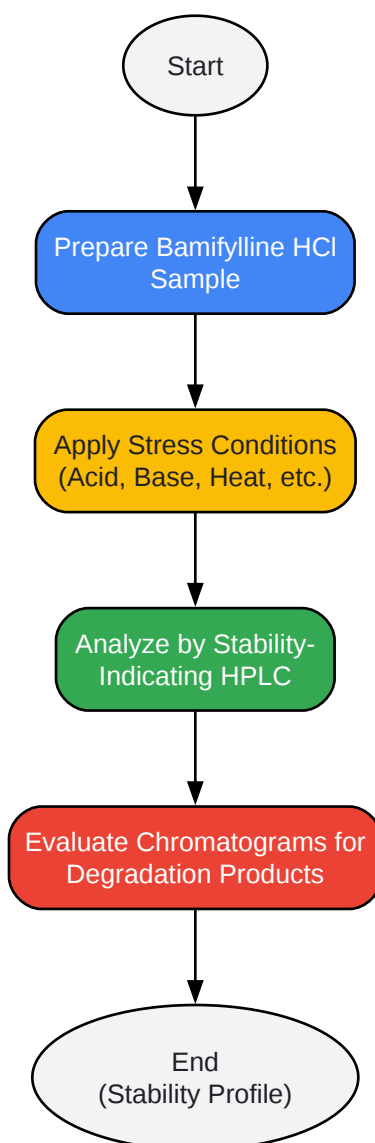 Start
Prepare Bamifylline HCl
Sample
Apply Stress Conditions
(Acid, Base, Heat, etc.)
Analyze by Stability-
Indicating HPLC
Evaluate Chromatograms for
Degradation Products
End
(Stability Profile)